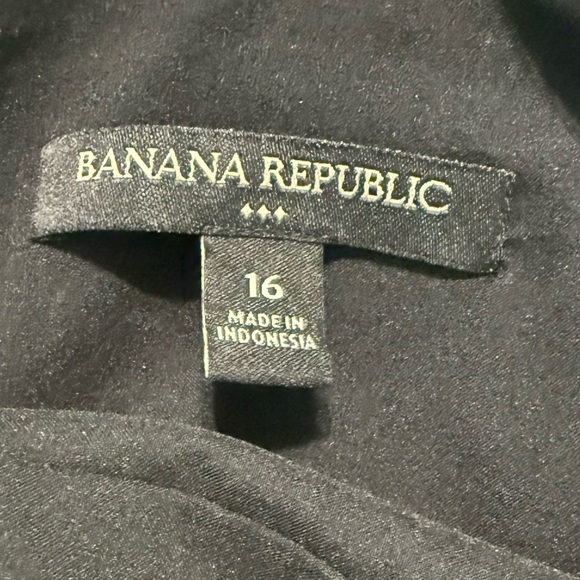 BANANA REPUBLIC
16
MADE IN
INDONESIA